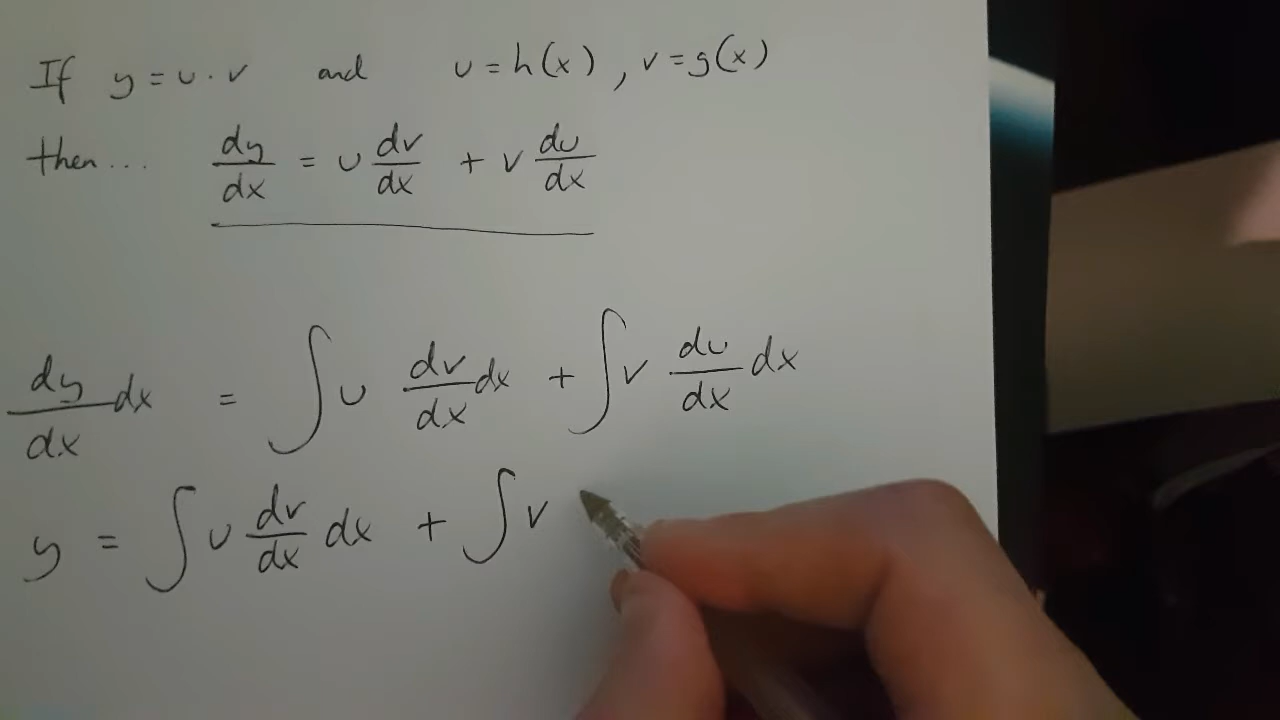 If y = u · v and u = h(x), v = g(x)
then... dy/dx = u dv/dx + v du/dx
dy/dx dx = ∫ u dv/dx dx + ∫ v du/dx dx
y = ∫ u dv/dx dx + ∫ v